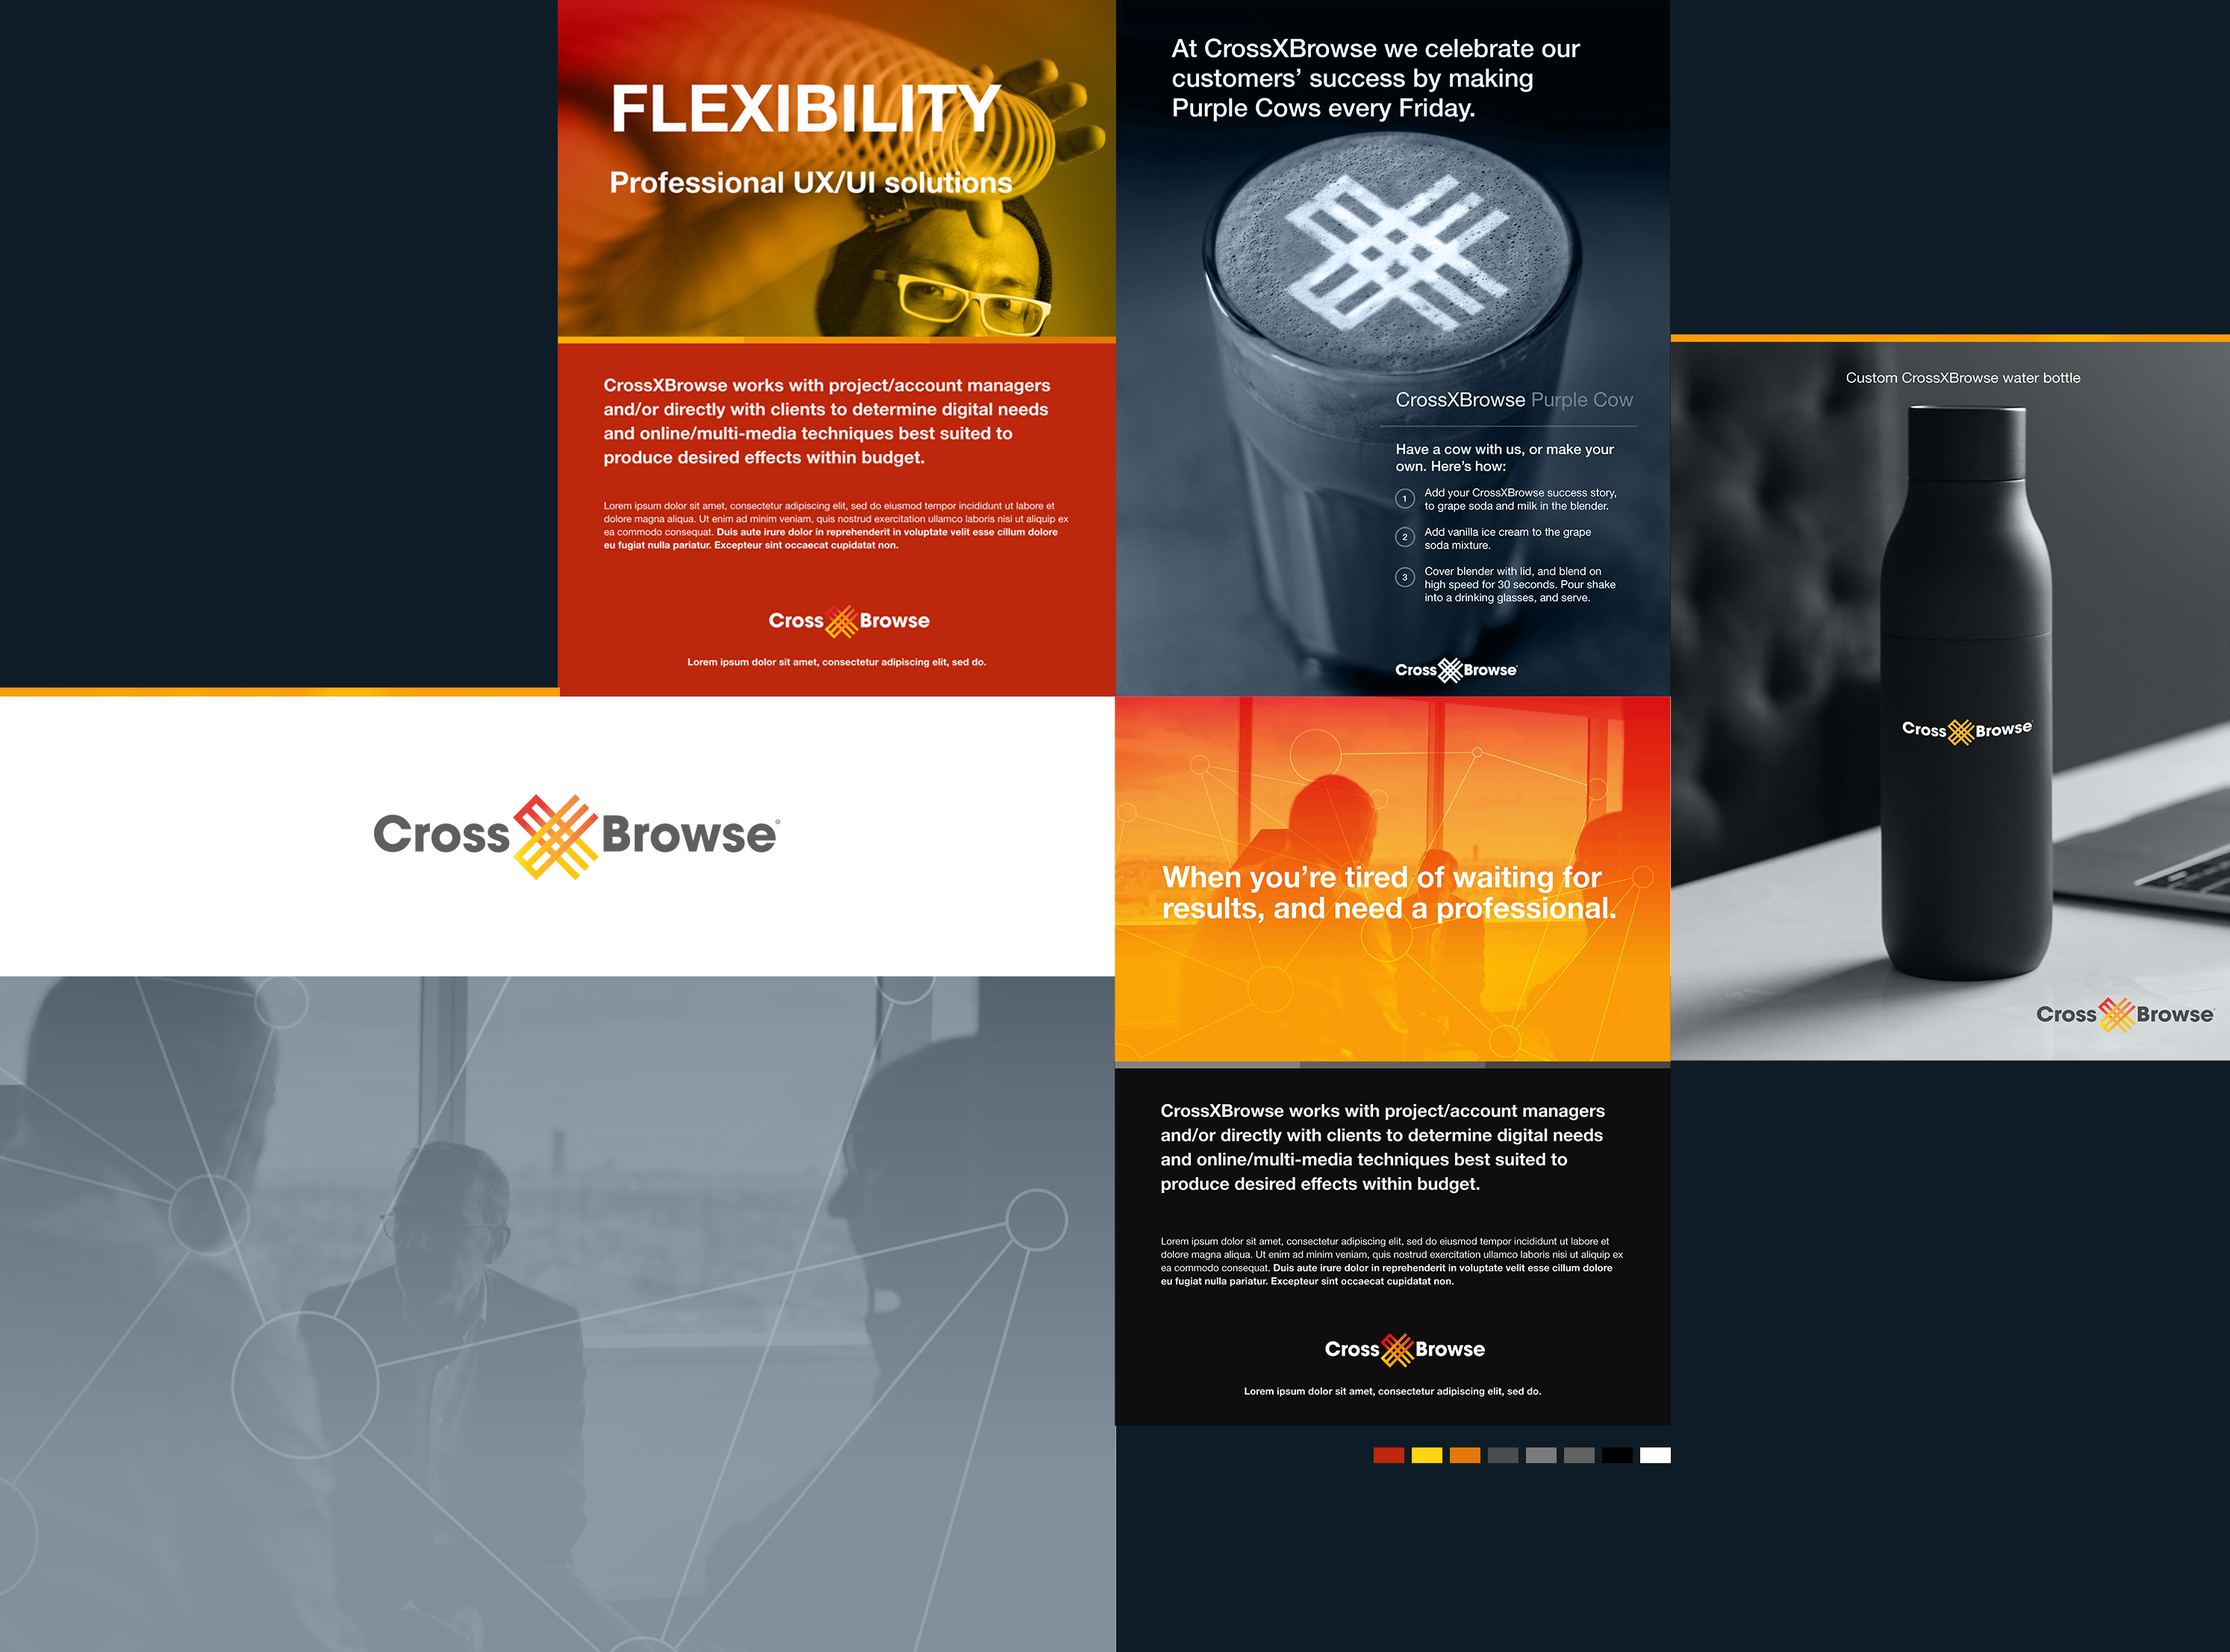 FLEXIBILITY
Professional UX/UI solutions
CrossXBrowse works with project/account managers
and/or directly with clients to determine digital needs
and online/multi-media techniques best suited to
produce desired effects within budget.
Lorem ipsum dolor sit amet, consectetur adipiscing elit, sed do eiusmod tempor incididunt ut labore et
dolore magna aliqua. Ut enim ad minim veniam, quis nostrud exercitation ullamco laboris nisi ut aliquip ex
ea commodo consequat. Duis aute irure dolor in reprehenderit in voluptate velit esse cillum dolore
eu fugiat nulla pariatur. Excepteur sint occaecat cupidatat non.
Cross Browse
Lorem ipsum dolor sit amet, consectetur adipiscing elit, sed do.
At CrossXBrowse we celebrate our
customers’ success by making
Purple Cows every Friday.
CrossXBrowse Purple Cow
Have a cow with us, or make your
own. Here’s how:
1 Add your CrossXBrowse success story,
to grape soda and milk in the blender.
2 Add vanilla ice cream to the grape
soda mixture.
3 Cover blender with lid, and blend on
high speed for 30 seconds. Pour shake
into a drinking glasses, and serve.
Cross Browse
Custom CrossXBrowse water bottle
Cross Browse
Cross Browse
Cross Browse
When you’re tired of waiting for
results, and need a professional.
CrossXBrowse works with project/account managers
and/or directly with clients to determine digital needs
and online/multi-media techniques best suited to
produce desired effects within budget.
Lorem ipsum dolor sit amet, consectetur adipiscing elit, sed do eiusmod tempor incididunt ut labore et
dolore magna aliqua. Ut enim ad minim veniam, quis nostrud exercitation ullamco laboris nisi ut aliquip ex
ea commodo consequat. Duis aute irure dolor in reprehenderit in voluptate velit esse cillum dolore
eu fugiat nulla pariatur. Excepteur sint occaecat cupidatat non.
Cross Browse
Lorem ipsum dolor sit amet, consectetur adipiscing elit, sed do.